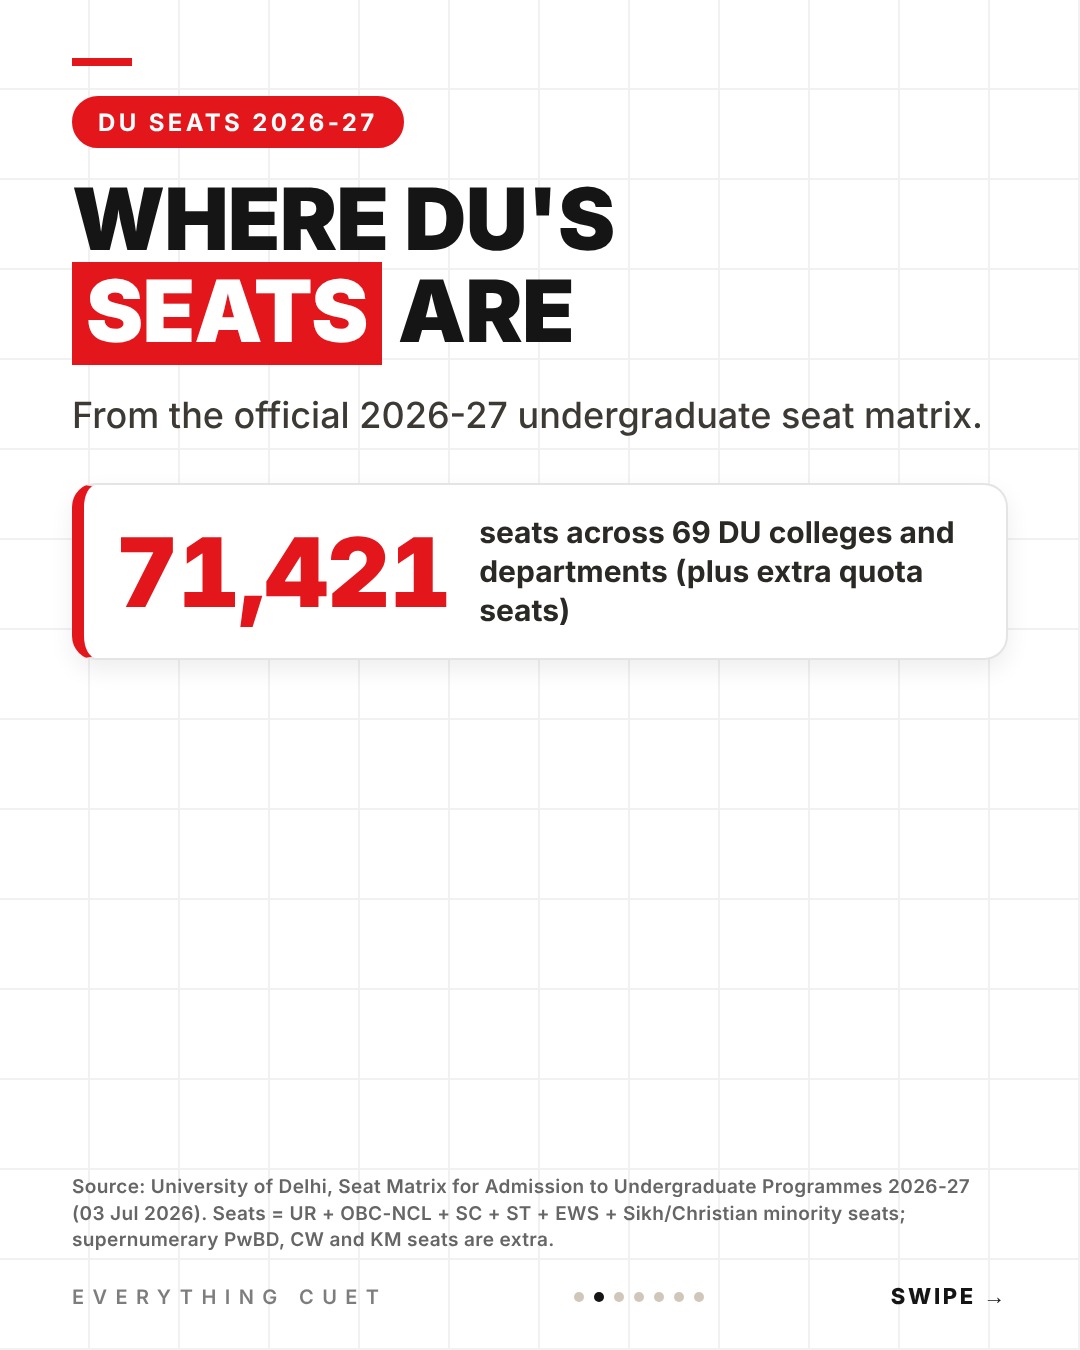 DU SEATS 2026-27
WHERE DU'S
SEATS ARE
From the official 2026-27 undergraduate seat matrix.
71,421
seats across 69 DU colleges and
departments (plus extra quota
seats)
Source: University of Delhi, Seat Matrix for Admission to Undergraduate Programmes 2026-27
(03 Jul 2026). Seats = UR + OBC-NCL + SC + ST + EWS + Sikh/Christian minority seats;
supernumerary PwBD, CW and KM seats are extra.
EVERYTHING CUET
SWIPE →